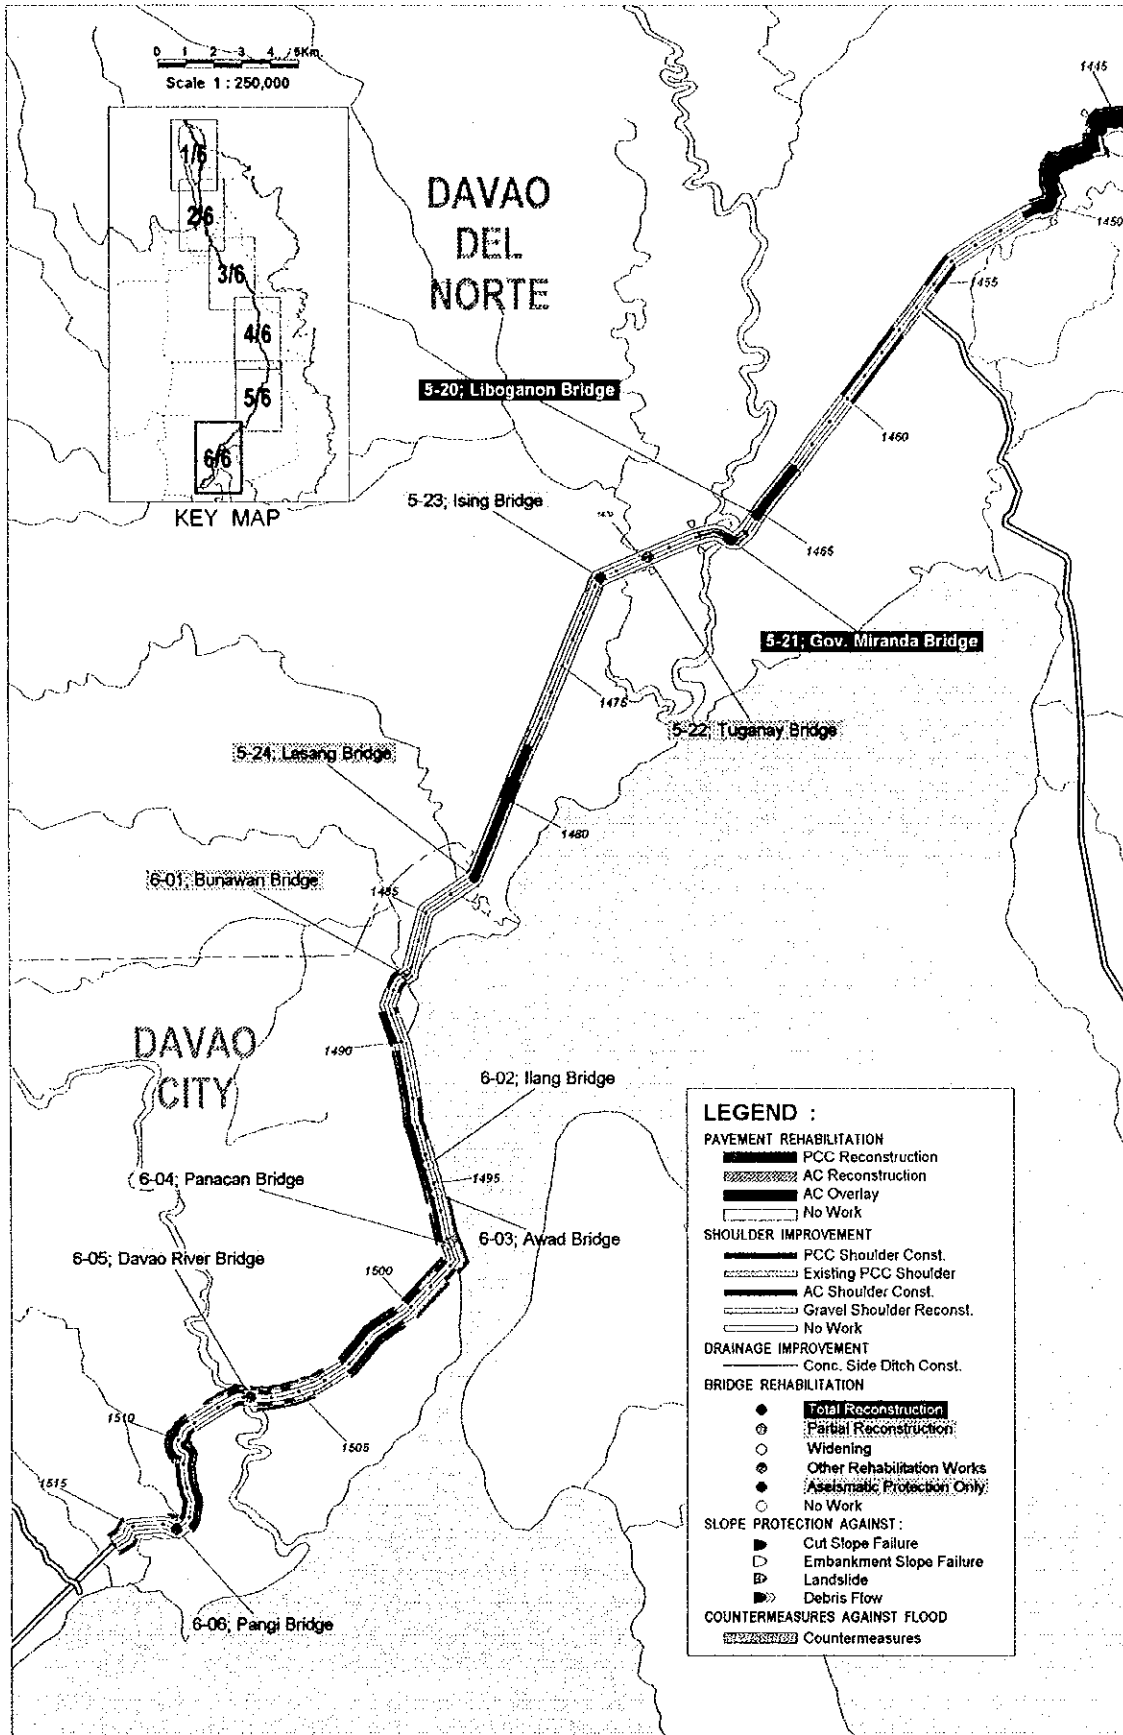 0 1 2 3 4 5Km.
Scale 1 : 250,000
1/6
2/6
3/6
4/6
5/6
6/6
KEY MAP
DAVAO
DEL
NORTE
1445
1450
1455
5-20; Liboganon Bridge
1460
5-23; Ising Bridge
1470
1465
5-21; Gov. Miranda Bridge
1475
5-22; Tuganay Bridge
5-24; Lasang Bridge
1480
6-01; Bunawan Bridge
1485
DAVAO
CITY
1490
6-02; Ilang Bridge
6-04; Panacan Bridge
1495
6-03; Awad Bridge
6-05; Davao River Bridge
1500
1510
1505
1515
6-06; Pangi Bridge
LEGEND :
PAVEMENT REHABILITATION
PCC Reconstruction
AC Reconstruction
AC Overlay
No Work
SHOULDER IMPROVEMENT
PCC Shoulder Const.
Existing PCC Shoulder
AC Shoulder Const.
Gravel Shoulder Reconst.
No Work
DRAINAGE IMPROVEMENT
Conc. Side Ditch Const.
BRIDGE REHABILITATION
Total Reconstruction
Partial Reconstruction
Widening
Other Rehabilitation Works
Aseismatic Protection Only
No Work
SLOPE PROTECTION AGAINST :
Cut Slope Failure
Embankment Slope Failure
Landslide
Debris Flow
COUNTERMEASURES AGAINST FLOOD
Countermeasures